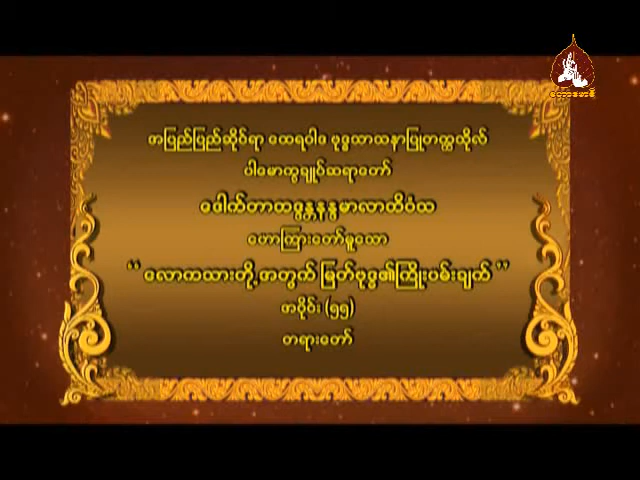 အပြည်ပြည်ဆိုင်ရာ ထေရဝါဒ ဗုဒ္ဓသာသနာပြုတက္ကသိုလ်
ပါမောက္ခချုပ်ဆရာတော်
ဒေါက်တာဘဒ္ဒန္တနန္ဒမာလာဘိဝံသ
ဟောကြားတော်မူသော
“ လောကသားတို့အတွက် မြတ်ဗုဒ္ဓ၏ကြိုးပမ်းချက် ”
အပိုင်း (၅၅)
တရားတော်